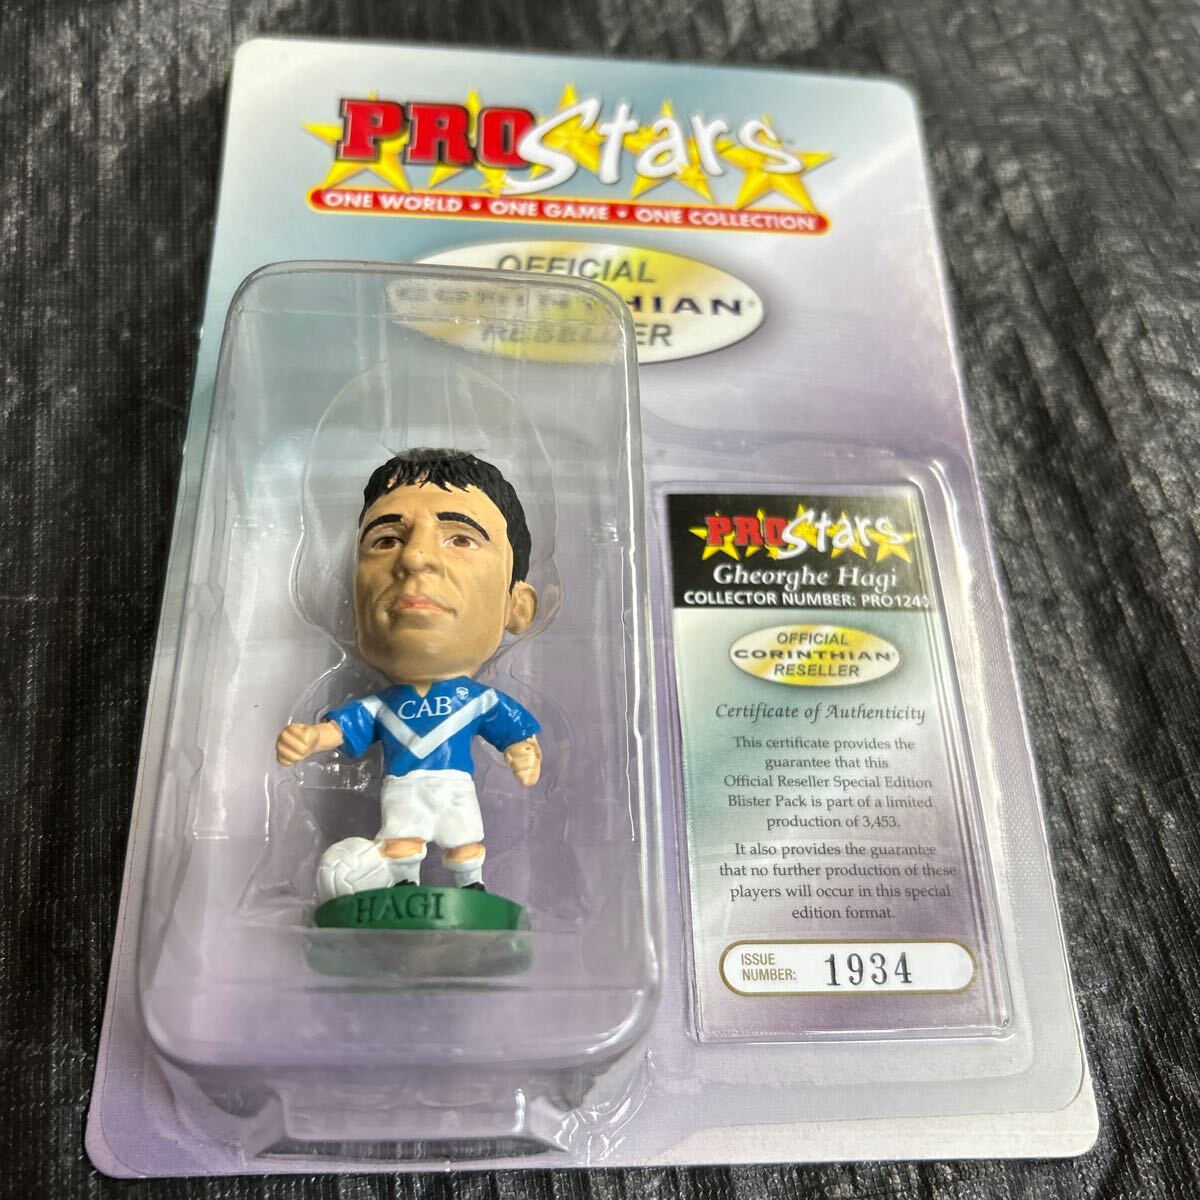 PROStars
ONE WORLD • ONE GAME • ONE COLLECTION
OFFICIAL
CORINTHIAN®
RESELLER
CAB
HAGI
PROStars
Gheorghe Hagi
COLLECTOR NUMBER:
OFFICIAL
CORINTHIAN®
RESELLER
Certificate of Authenticity
This certificate provides the
guarantee that this
Official Reseller Special Edition
Blister Pack is part of a limited
production of 3,453.
It also provides the guarantee
that no further production of these
players will occur in this special
edition format.
ISSUE
NUMBER: 1934